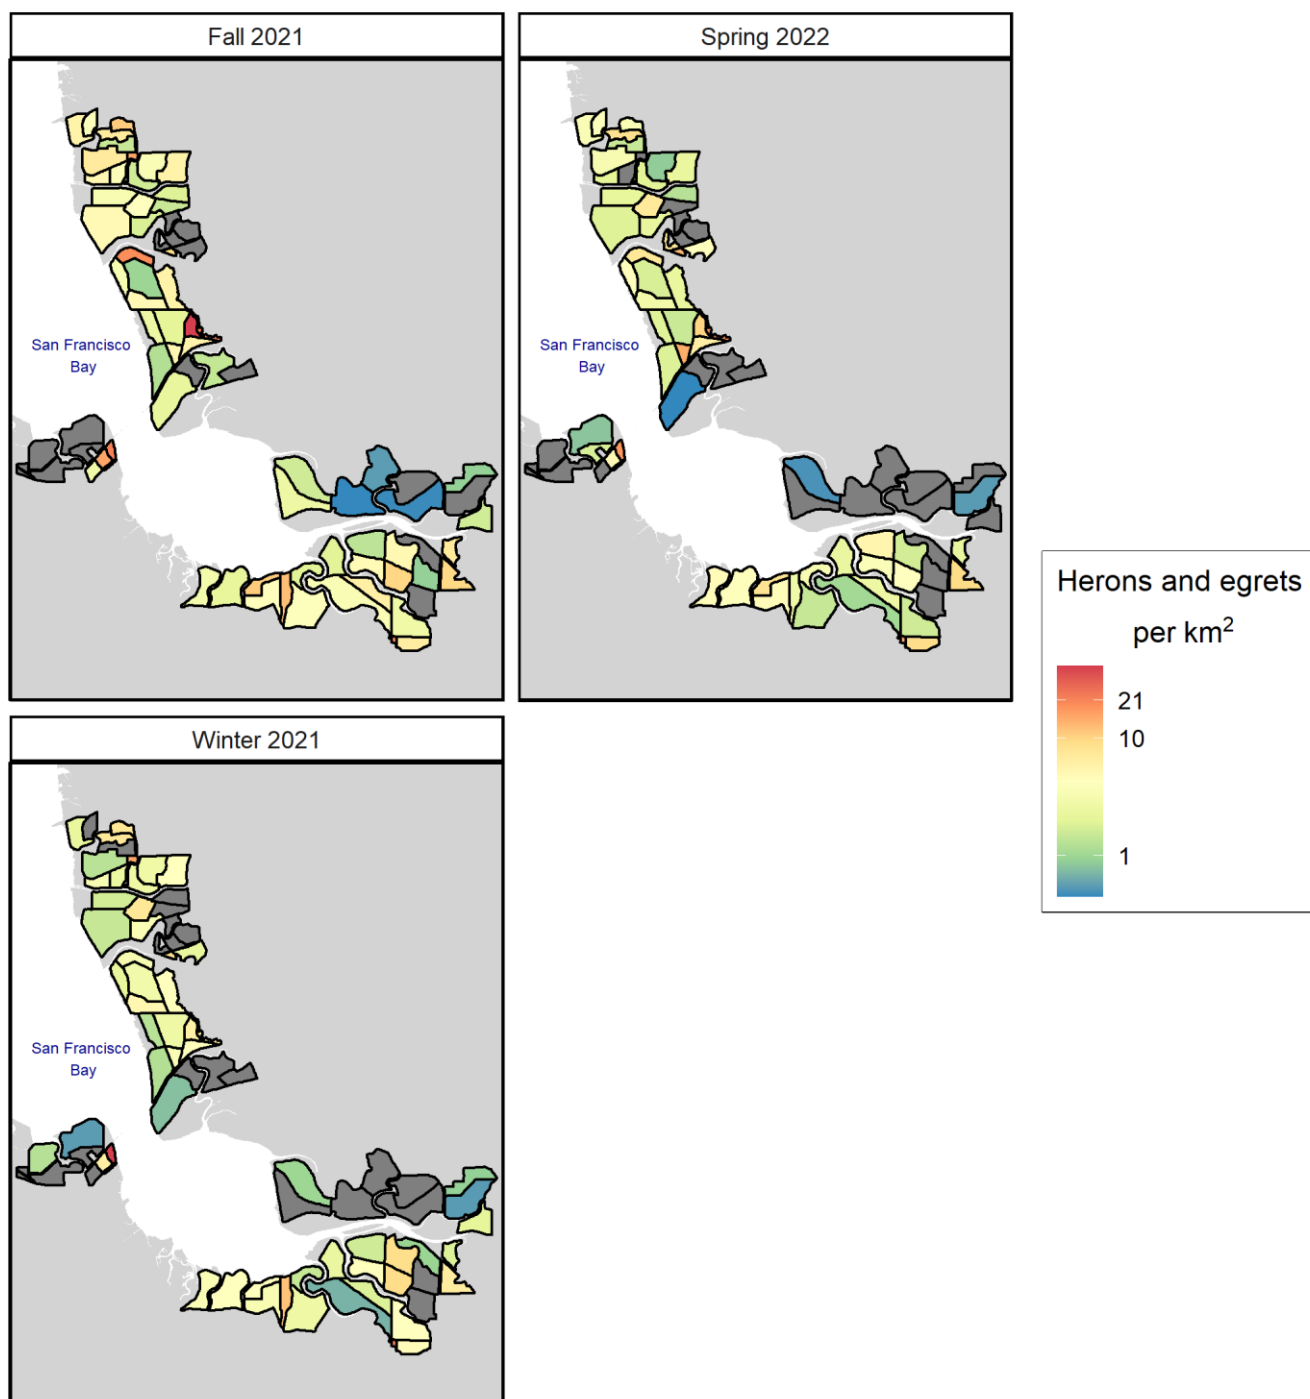 Fall 2021
Spring 2022
San Francisco
Bay
San Francisco
Bay
Herons and egrets
per km²
21
10
1
Winter 2021
San Francisco
Bay